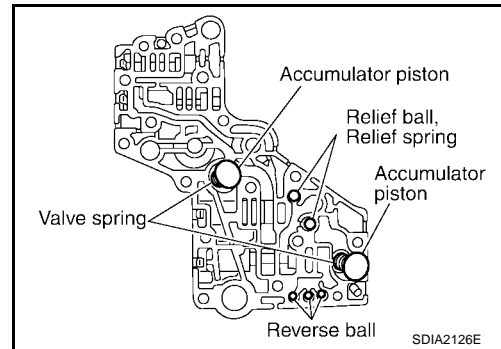 Accumulator piston
Relief ball,
Relief spring
Accumulator
piston
Valve spring
Reverse ball
SDIA2126E